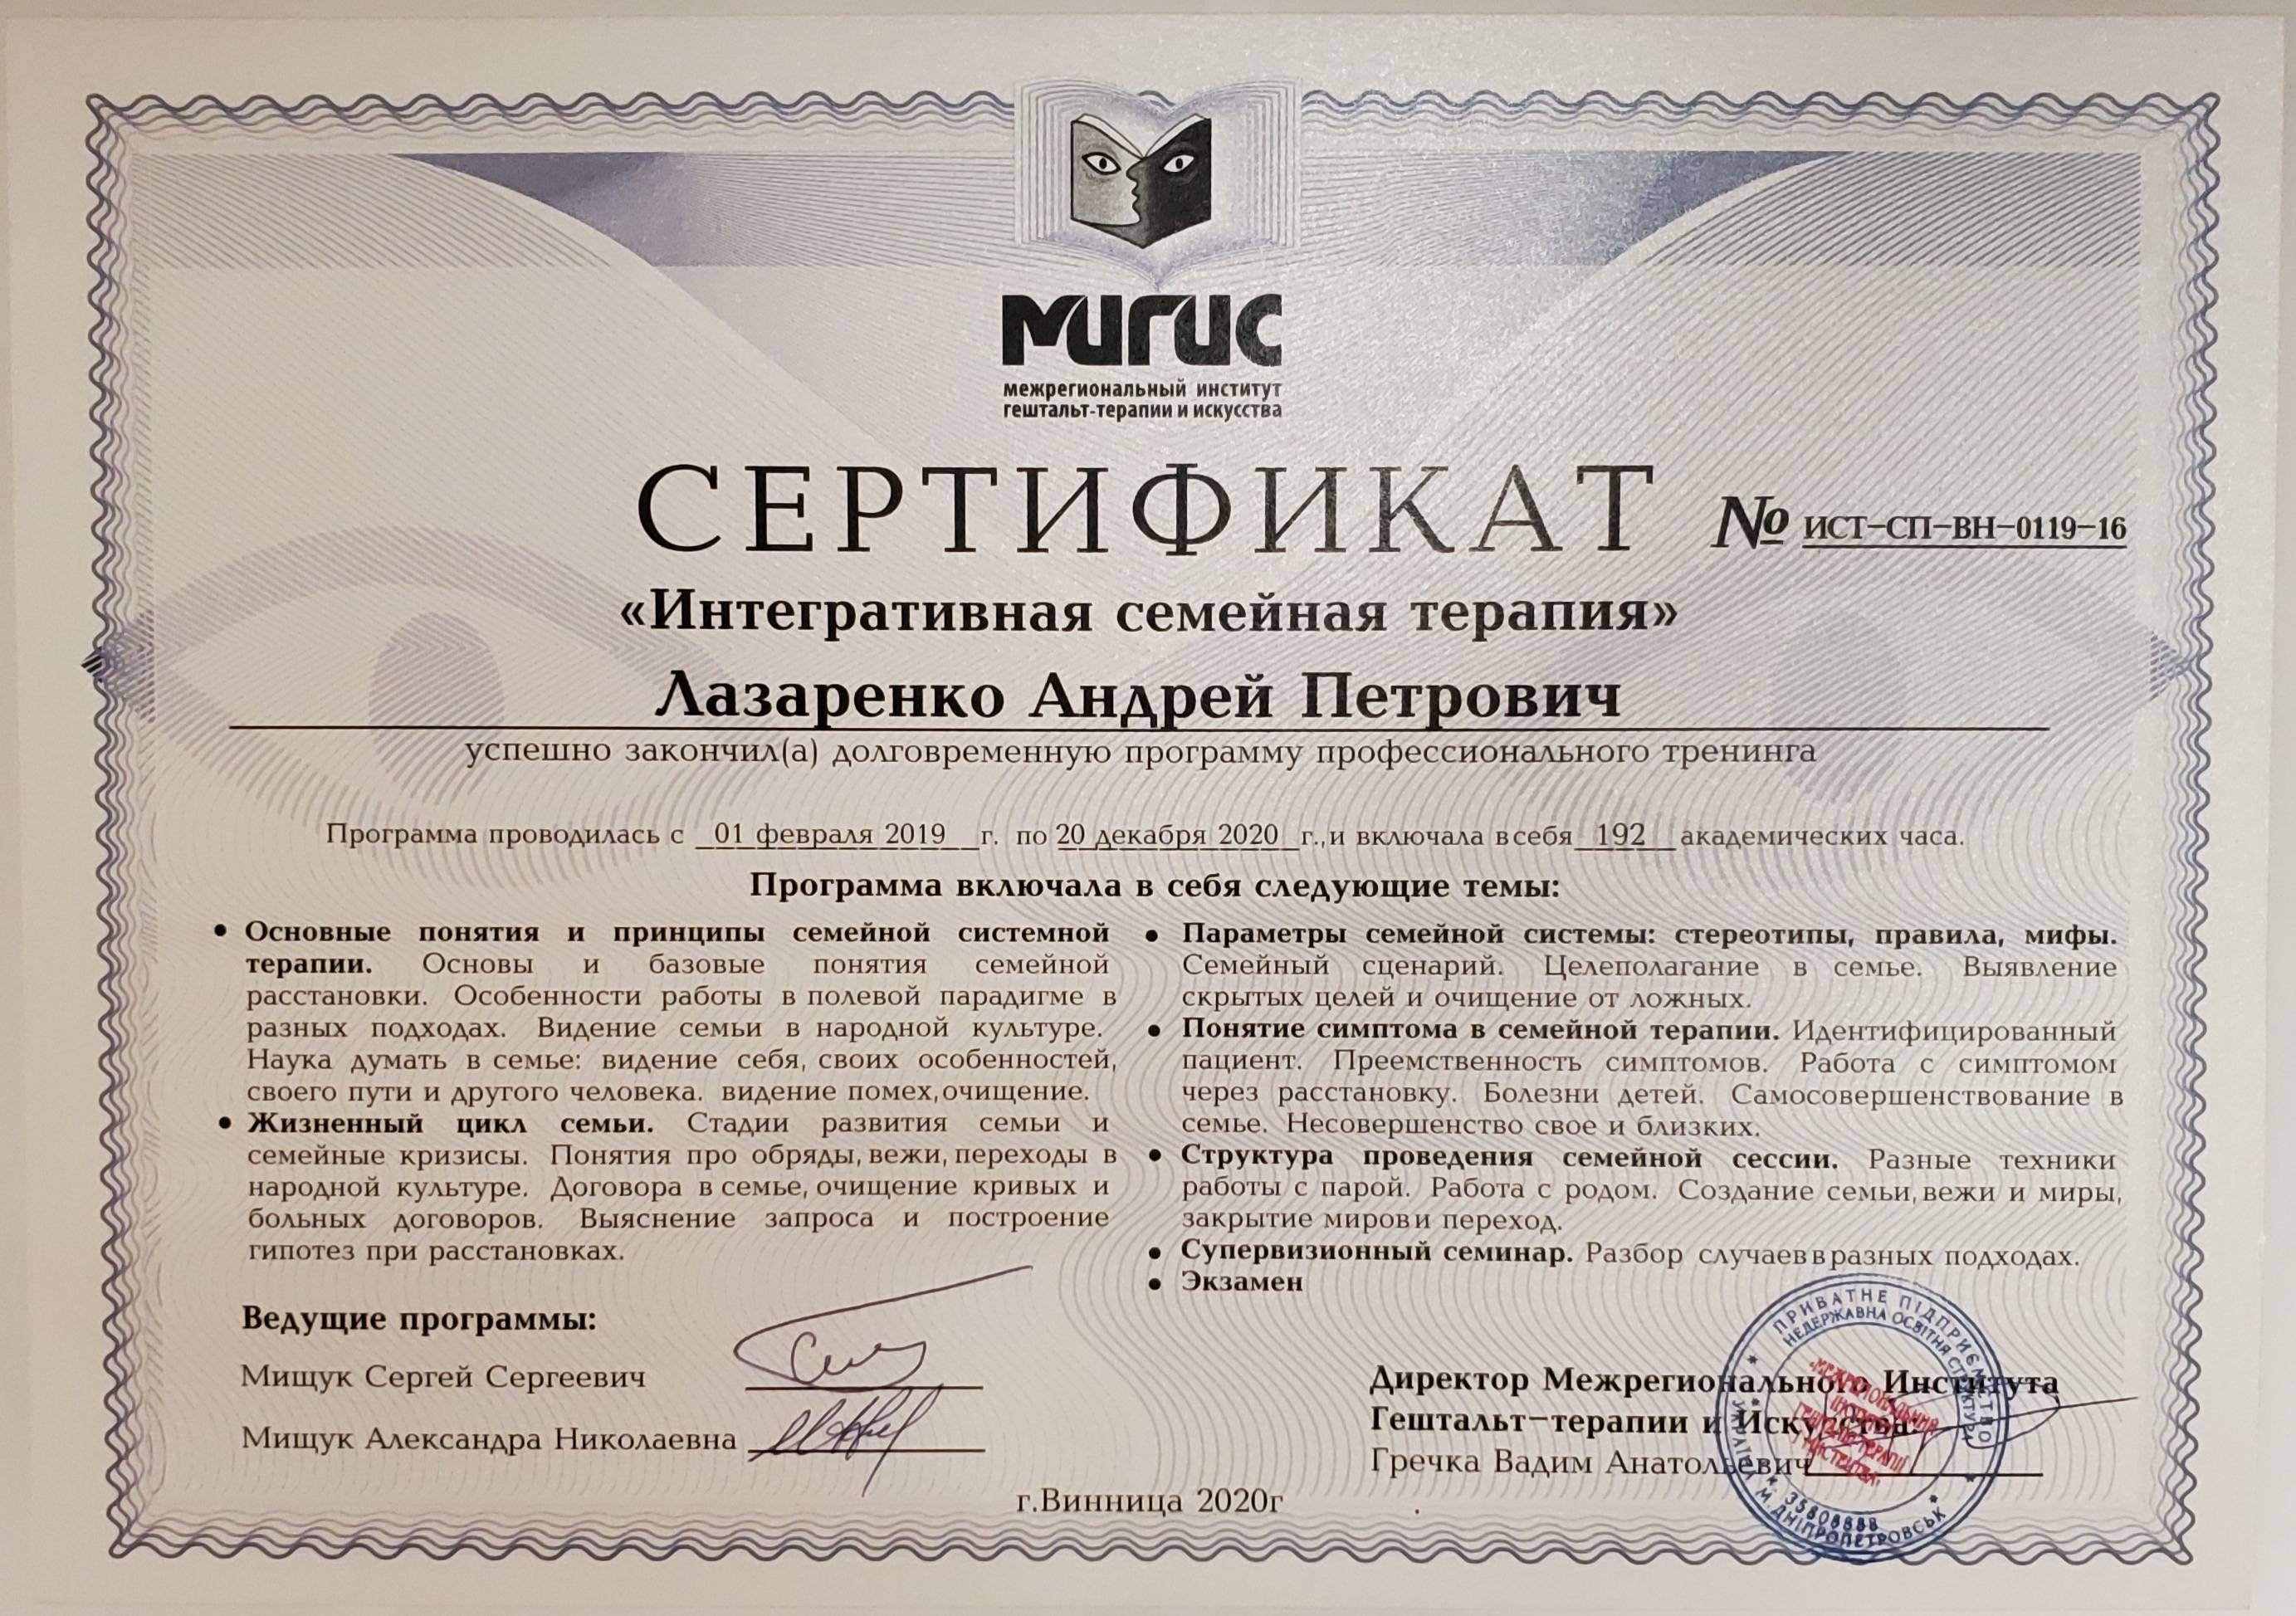 МИГИС
межрегиональный институт
гештальт-терапии и искусства
СЕРТИФИКАТ № ИСТ-СП-ВН-0119-16
«Интегративная семейная терапия»
Лазаренко Андрей Петрович
успешно закончил(а) долговременную программу профессионального тренинга
Программа проводилась с 01 февраля 2019 г. по 20 декабря 2020 г., и включала в себя 192 академических часа.
Программа включала в себя следующие темы:
• Основные понятия и принципы семейной системной
терапии. Основы и базовые понятия семейной
расстановки. Особенности работы в полевой парадигме в
разных подходах. Видение семьи в народной культуре.
Наука думать в семье: видение себя, своих особенностей,
своего пути и другого человека. видение помех, очищение.
• Жизненный цикл семьи. Стадии развития семьи и
семейные кризисы. Понятия про обряды, вежи, переходы в
народной культуре. Договора в семье, очищение кривых и
больных договоров. Выяснение запроса и построение
гипотез при расстановках.
• Параметры семейной системы: стереотипы, правила, мифы.
Семейный сценарий. Целеполагание в семье. Выявление
скрытых целей и очищение от ложных.
• Понятие симптома в семейной терапии. Идентифицированный
пациент. Преемственность симптомов. Работа с симптомом
через расстановку. Болезни детей. Самосовершенствование в
семье. Несовершенство свое и близких.
• Структура проведения семейной сессии. Разные техники
работы с парой. Работа с родом. Создание семьи, вежи и миры,
закрытие миров и переход.
• Супервизионный семинар. Разбор случаев в разных подходах.
• Экзамен
Ведущие программы:
Мищук Сергей Сергеевич
Мищук Александра Николаевна
Директор Межрегионального Института
Гештальт-терапии и Искусства:
Гречка Вадим Анатольевич
ПРИВАТНЕ ПІДПРИЄМСТВО
НЕДЕРЖАВНА ОСВІТНЯ СТРУКТУРА
«МІЖРЕГІОНАЛЬНИЙ
ІНСТИТУТ
ГЕШТАЛЬТ-ТЕРАПІЇ
І МИСТЕЦТВА»
УКРАЇНА
М. ДНІПРОПЕТРОВСЬК
г.Винница 2020г